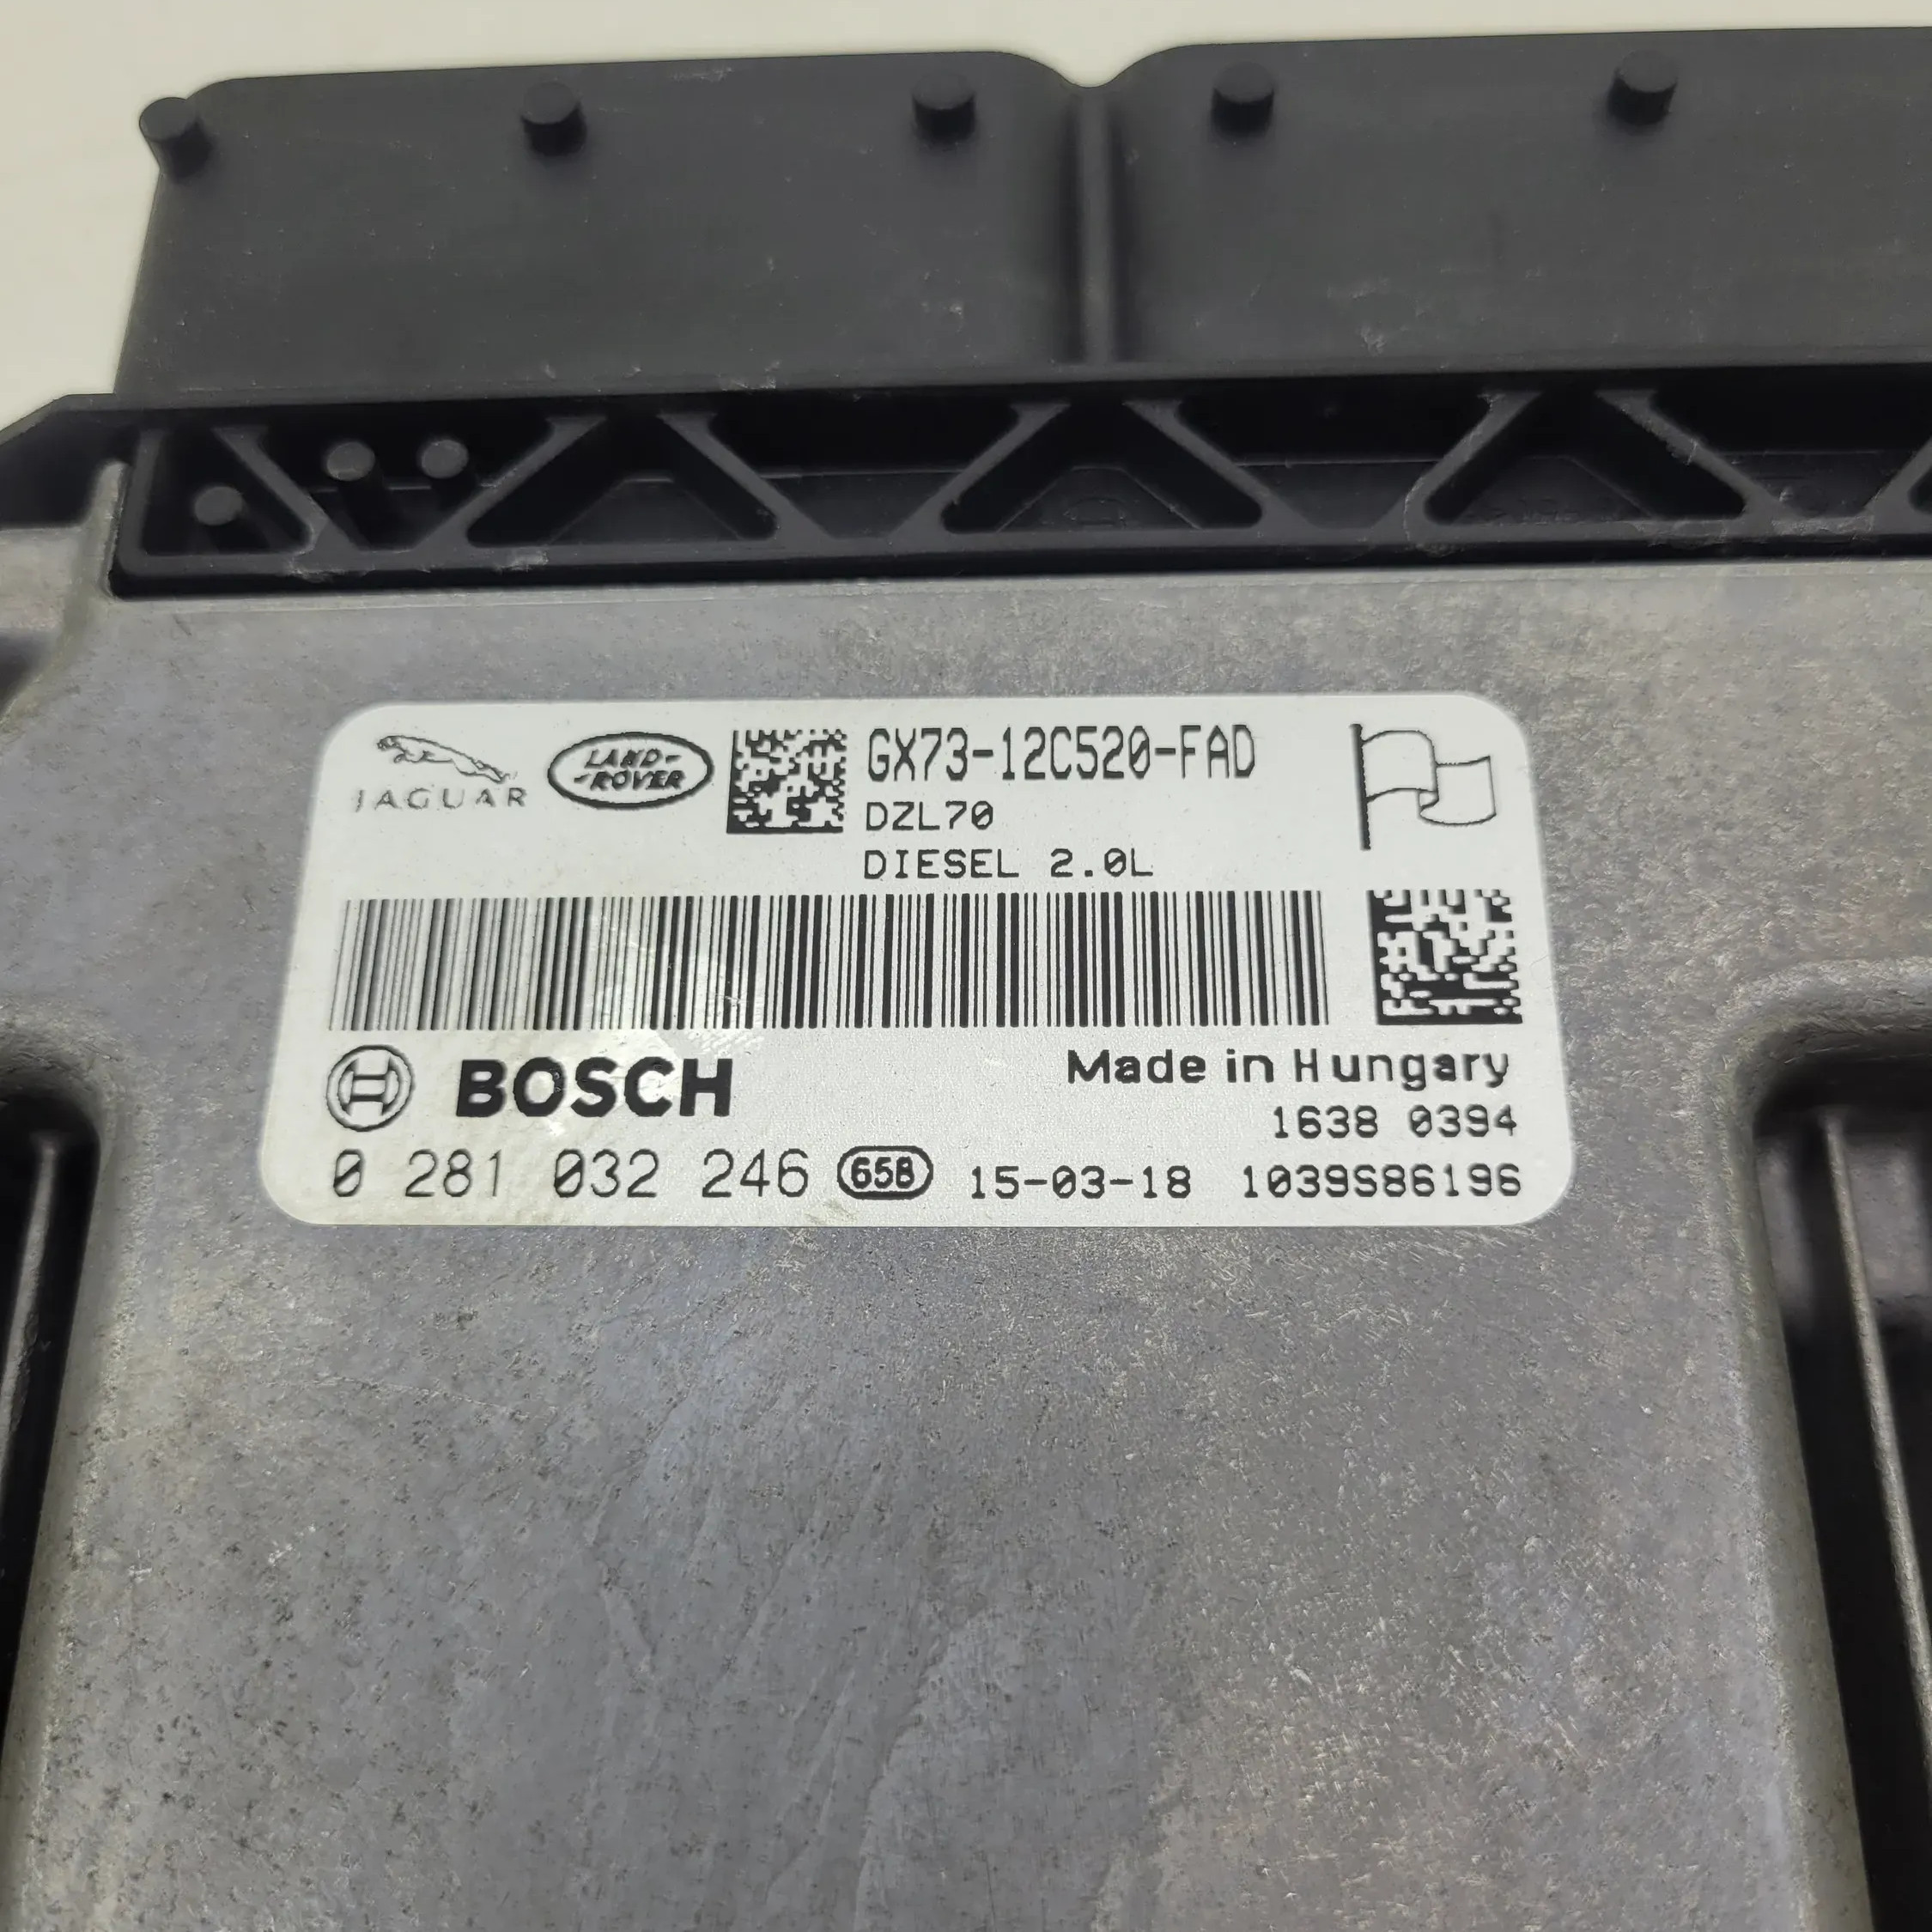 JAGUAR
LAND-
-ROVER
GX73-12C520-FAD
DZL70
DIESEL 2.0L
BOSCH
Made in Hungary
1638 0394
0 281 032 246 65B 15-03-18 1039S86196